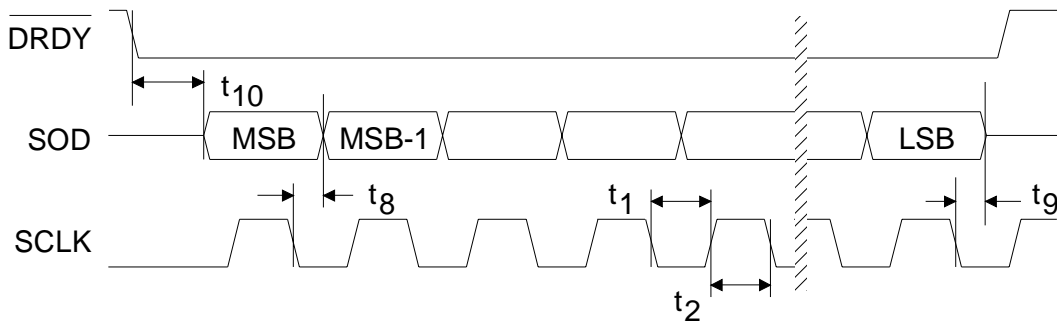 DRDY
t10
SOD
MSB
MSB-1
LSB
t8
t1
t9
SCLK
t2